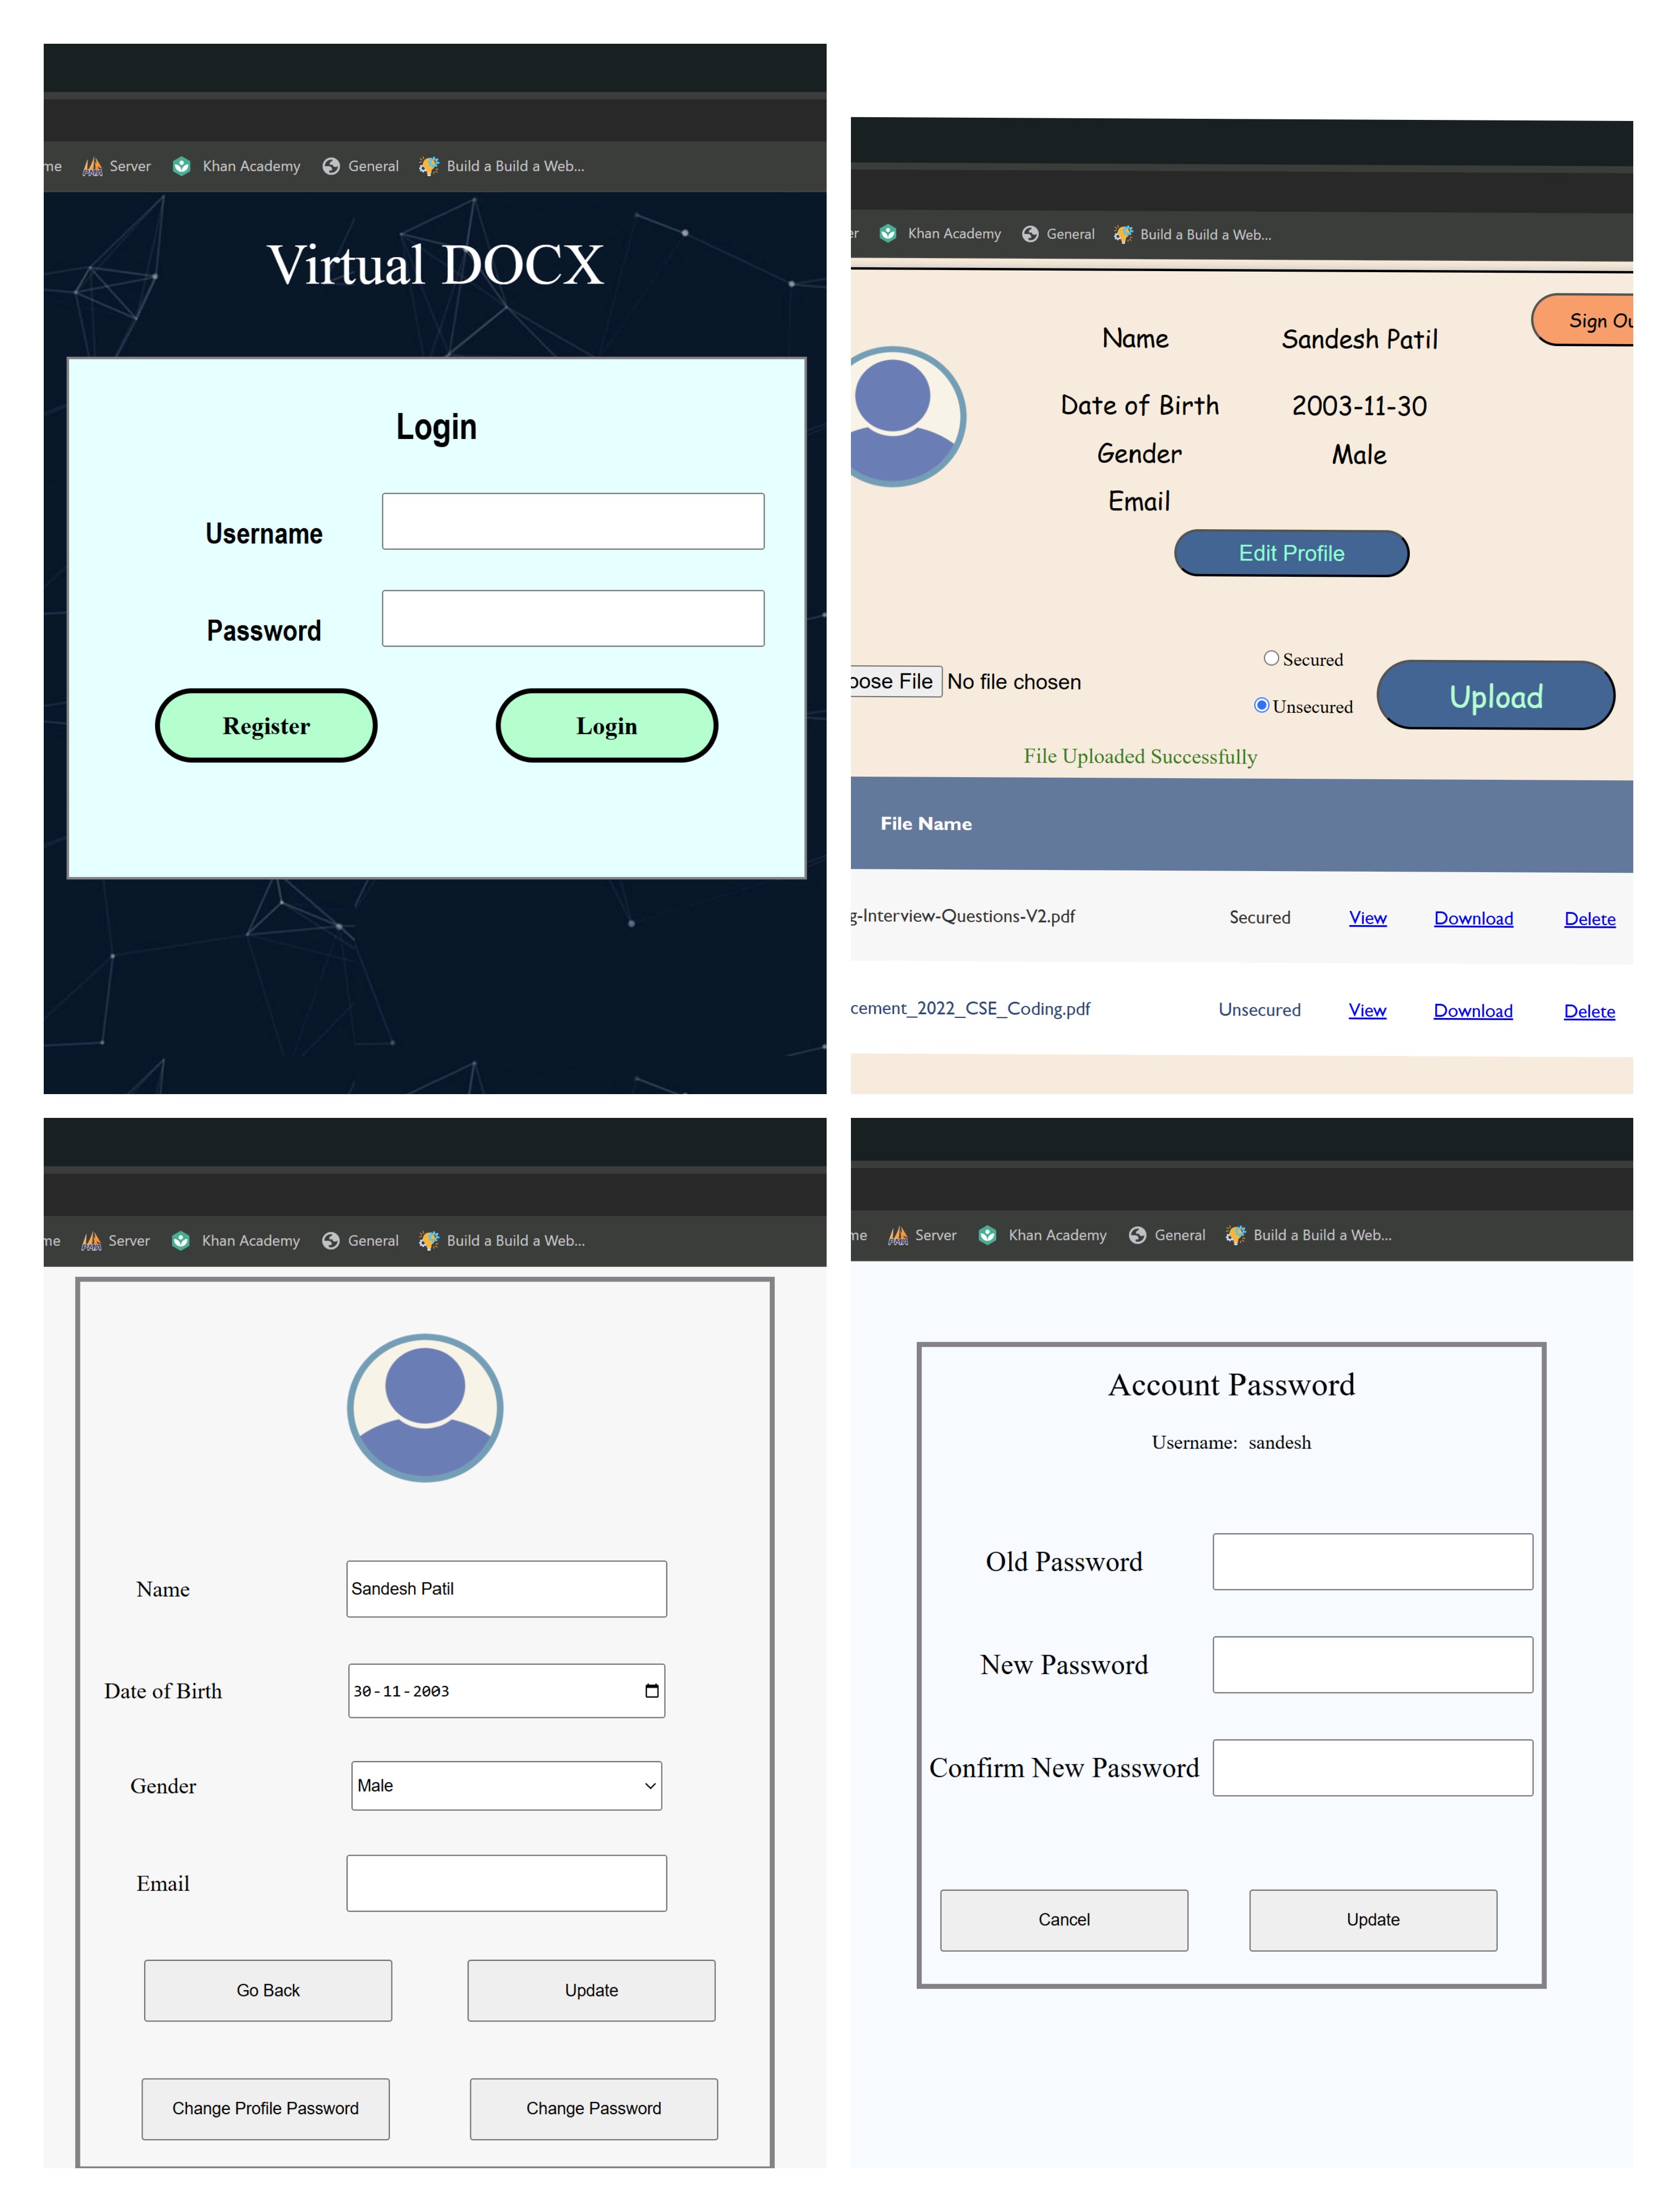 me Server Khan Academy General Build a Build a Web...
Virtual DOCX
Login
Username
Password
Register Login
er Khan Academy General Build a Build a Web...
Sign Ou
Name Sandesh Patil
Date of Birth 2003-11-30
Gender Male
Email
Edit Profile
Secured
oose File No file chosen
Unsecured
Upload
File Uploaded Successfully
File Name
g-Interview-Questions-V2.pdf Secured View Download Delete
cement_2022_CSE_Coding.pdf Unsecured View Download Delete
me Server Khan Academy General Build a Build a Web...
Name Sandesh Patil
Date of Birth 30-11-2003
Gender Male
Email
Go Back Update
Change Profile Password Change Password
me Server Khan Academy General Build a Build a Web...
Account Password
Username: sandesh
Old Password
New Password
Confirm New Password
Cancel Update